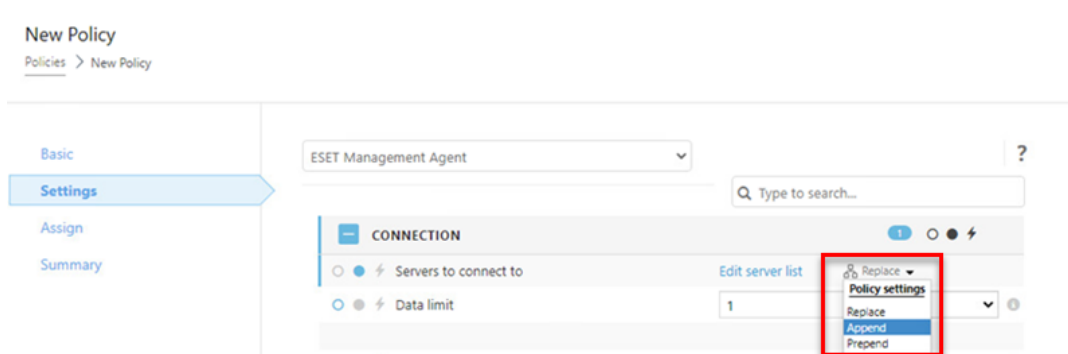 New Policy
Policies > New Policy
Basic
Settings
Assign
Summary
ESET Management Agent
?
Type to search...
CONNECTION
1
Servers to connect to
Edit server list
Replace
Data limit
1
Policy settings
Replace
Append
Prepend